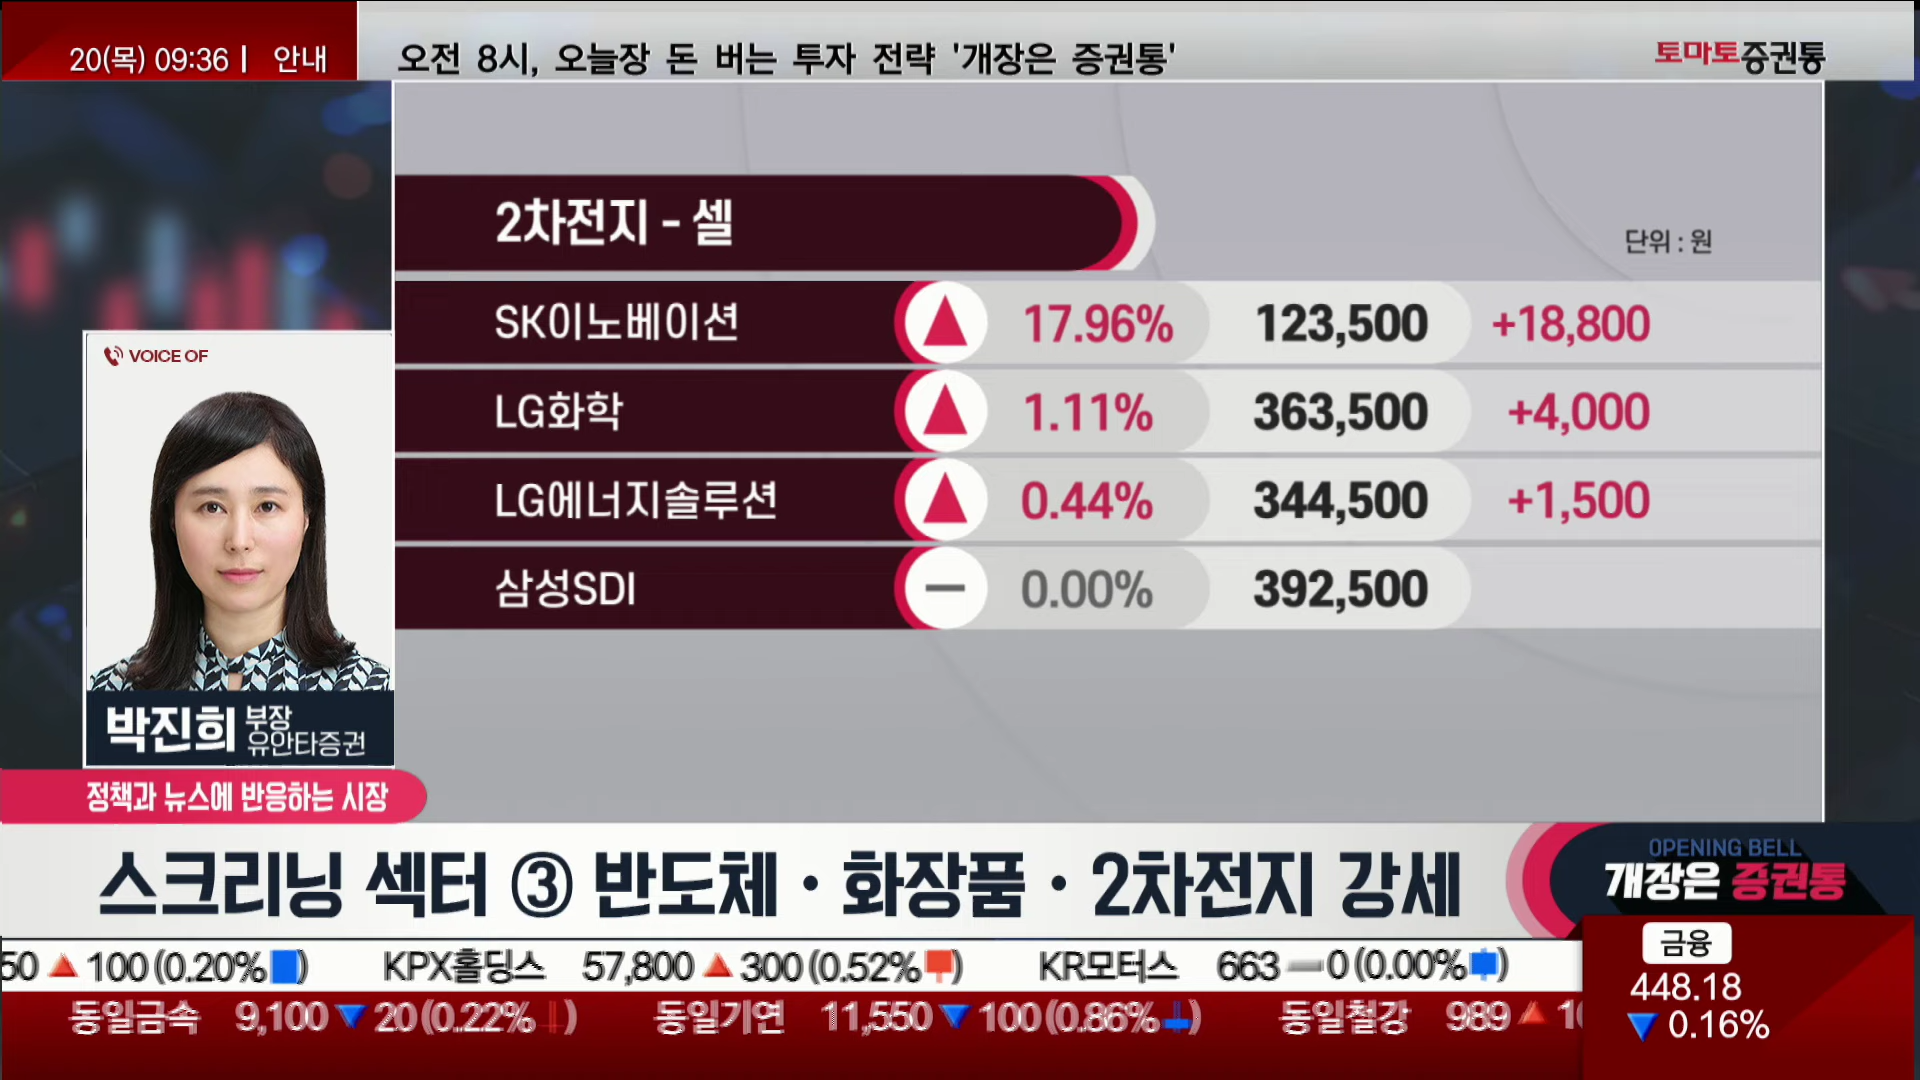 20(목) 09:36 | 안내
오전 8시, 오늘장 돈 버는 투자 전략 '개장은 증권통'
토마토증권통
2차전지 - 셀
단위 : 원
SK이노베이션 ▲ 17.96% 123,500 +18,800
LG화학 ▲ 1.11% 363,500 +4,000
LG에너지솔루션 ▲ 0.44% 344,500 +1,500
삼성SDI - 0.00% 392,500
VOICE OF
박진희 부장
유안타증권
정책과 뉴스에 반응하는 시장
스크리닝 섹터 ③ 반도체·화장품·2차전지 강세
OPENING BELL
개장은 증권통
50 ▲ 100 (0.20%) KPX홀딩스 57,800 ▲ 300 (0.52%) KR모터스 663 - 0 (0.00%)
동일금속 9,100 ▼ 20 (0.22%) 동일기연 11,550 ▼ 100 (0.86%) 동일철강 989 ▲ 10
금융
448.18
▼ 0.16%